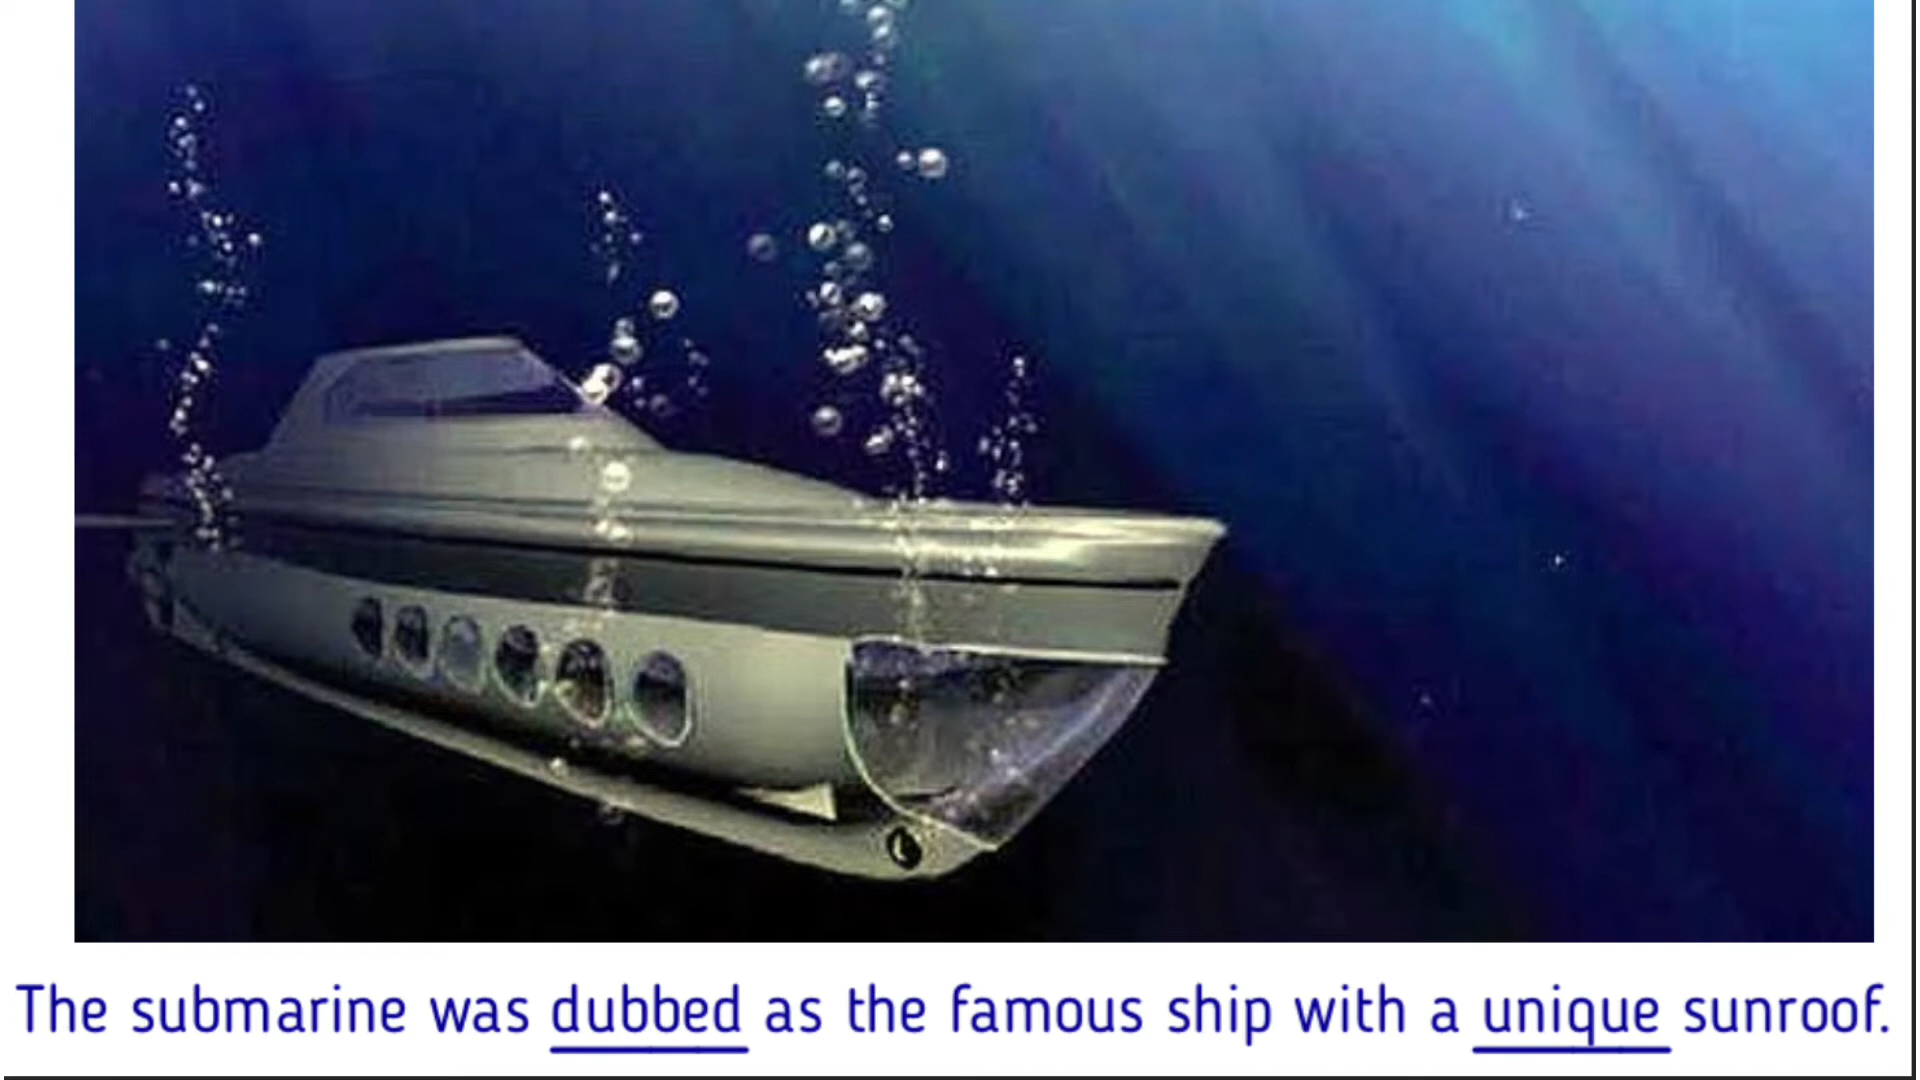 The submarine was dubbed as the famous ship with a unique sunroof.